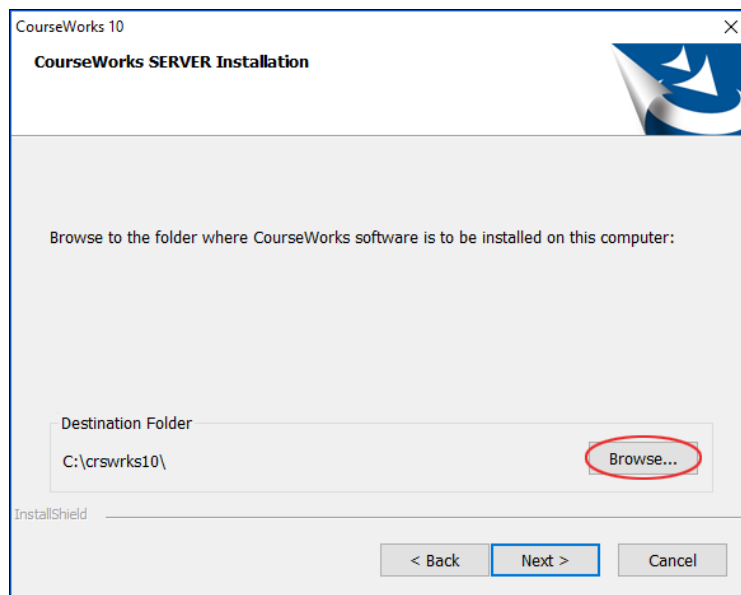 CourseWorks 10
CourseWorks SERVER Installation
Browse to the folder where CourseWorks software is to be installed on this computer:
Destination Folder
C:\crswrks10\
Browse...
InstallShield
< Back
Next >
Cancel